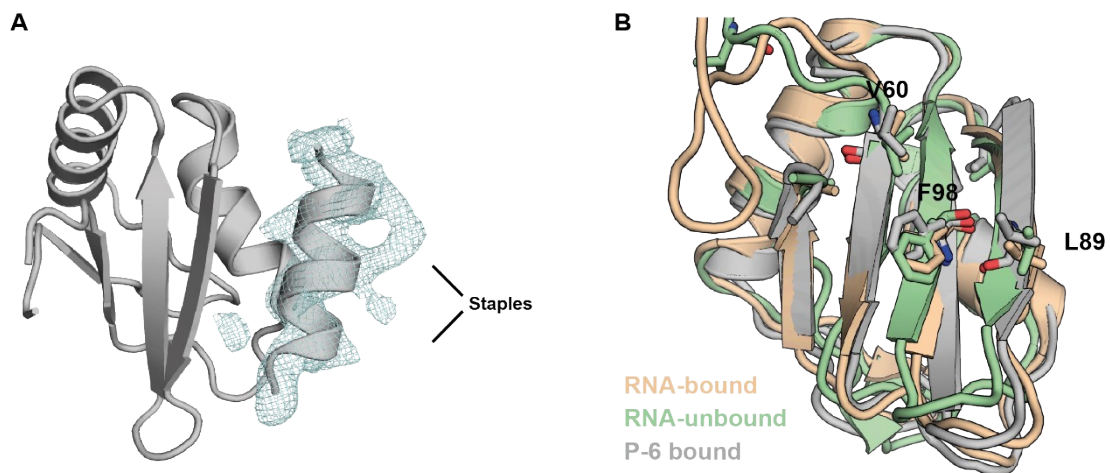 A
B
V60
F98
L89
Staples
RNA-bound
RNA-unbound
P-6 bound